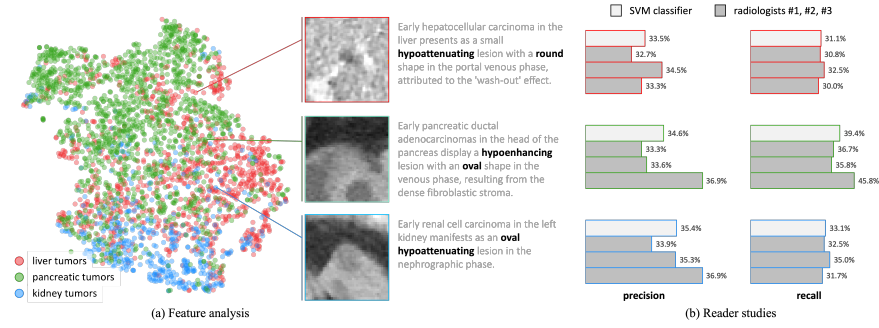 Early hepatocellular carcinoma in the
liver presents as a small
hypoattenuating lesion with a round
shape in the portal venous phase,
attributed to the 'wash-out' effect.
Early pancreatic ductal
adenocarcinomas in the head of the
pancreas display a hypoenhancing
lesion with an oval shape in the
venous phase, resulting from the
dense fibroblastic stroma.
Early renal cell carcinoma in the left
kidney manifests as an oval
hypoattenuating lesion in the
nephrographic phase.
liver tumors
pancreatic tumors
kidney tumors
(a) Feature analysis
SVM classifier
radiologists #1, #2, #3
33.5%
32.7%
34.5%
33.3%
31.1%
30.8%
32.5%
30.0%
34.6%
33.3%
33.6%
36.9%
39.4%
36.7%
35.8%
45.8%
35.4%
33.9%
35.3%
36.9%
33.1%
32.5%
35.0%
31.7%
precision
recall
(b) Reader studies